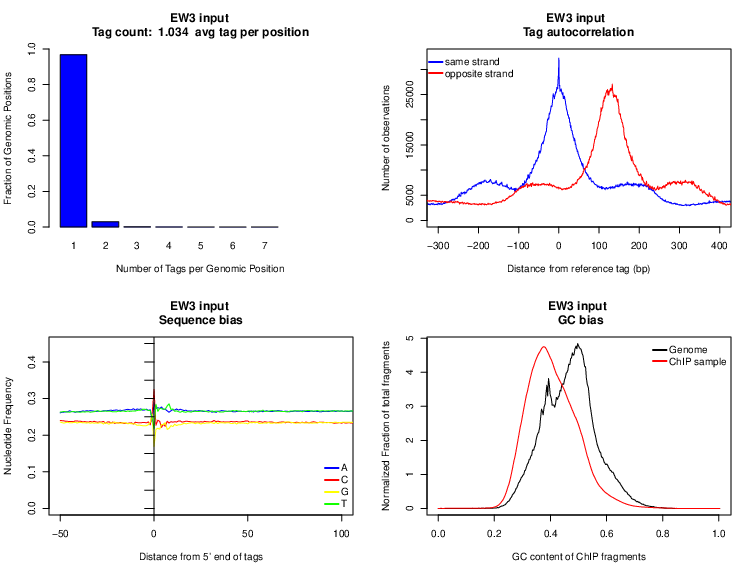 EW3 input
Tag count:  1.034  avg tag per position
Fraction of Genomic Positions
0.0
0.2
0.4
0.6
0.8
1.0
1
2
3
4
5
6
7
Number of Tags per Genomic Position
EW3 input
Tag autocorrelation
same strand
opposite strand
Number of observations
0
5000
15000
25000
−300
−200
−100
0
100
200
300
400
Distance from reference tag (bp)
EW3 input
Sequence bias
Nucleotide Frequency
0.0
0.1
0.2
0.3
0.4
A
C
G
T
−50
0
50
100
Distance from 5' end of tags
EW3 input
GC bias
Genome
ChIP sample
Normalized Fraction of total fragments
0
1
2
3
4
5
0.0
0.2
0.4
0.6
0.8
1.0
GC content of ChIP fragments